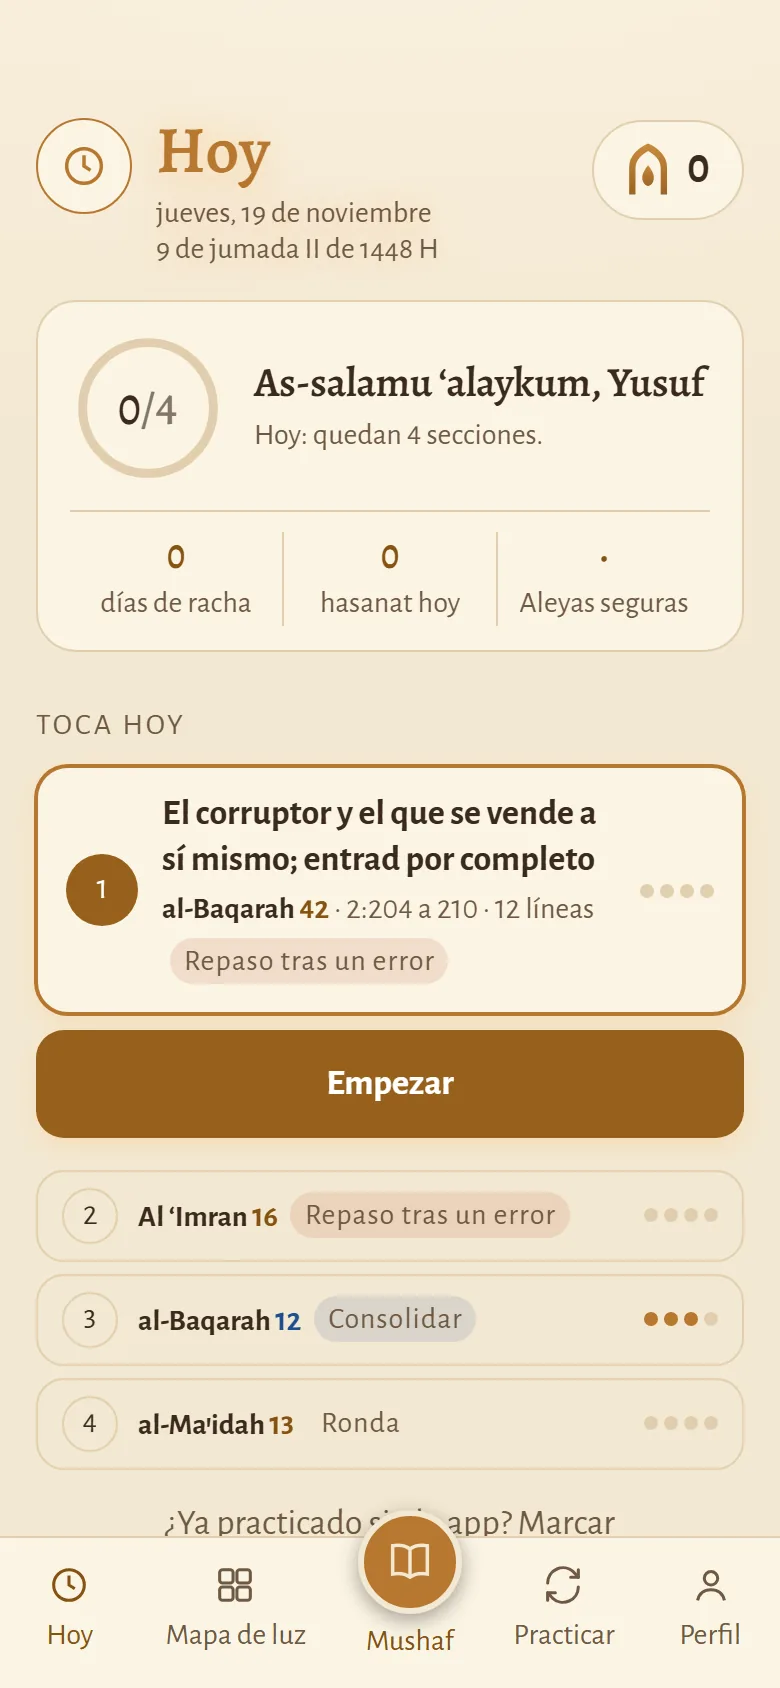 Hoy
jueves, 19 de noviembre
9 de jumada II de 1448 H
0
0/4
As-salamu ‘alaykum, Yusuf
Hoy: quedan 4 secciones.
0
días de racha
0
hasanat hoy
·
Aleyas seguras
TOCA HOY
1
El corruptor y el que se vende a
sí mismo; entrad por completo
al-Baqarah 42 · 2:204 a 210 · 12 líneas
Repaso tras un error
Empezar
2 Al ‘Imran 16 Repaso tras un error
3 al-Baqarah 12 Consolidar
4 al-Maʾidah 13 Ronda
¿Ya practicado app? Marcar
Hoy
Mapa de luz
Mushaf
Practicar
Perfil